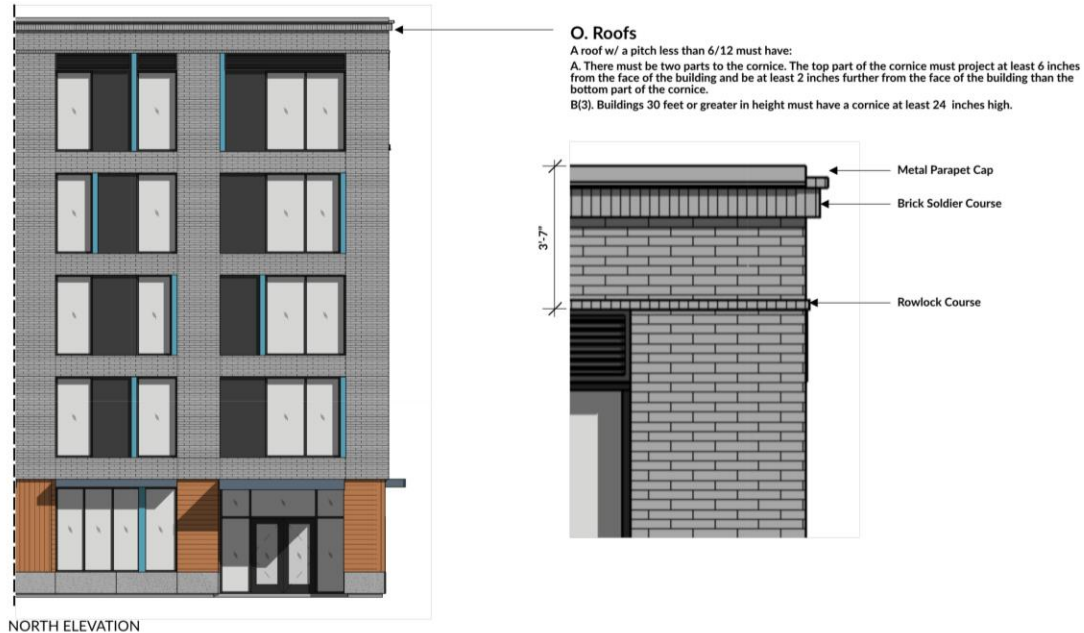 O. Roofs
A roof w/ a pitch less than 6/12 must have:
A. There must be two parts to the cornice. The top part of the cornice must project at least 6 inches
from the face of the building and be at least 2 inches further from the face of the building than the
bottom part of the cornice.
B(3). Buildings 30 feet or greater in height must have a cornice at least 24 inches high.
Metal Parapet Cap
Brick Soldier Course
3'-7"
Rowlock Course
NORTH ELEVATION